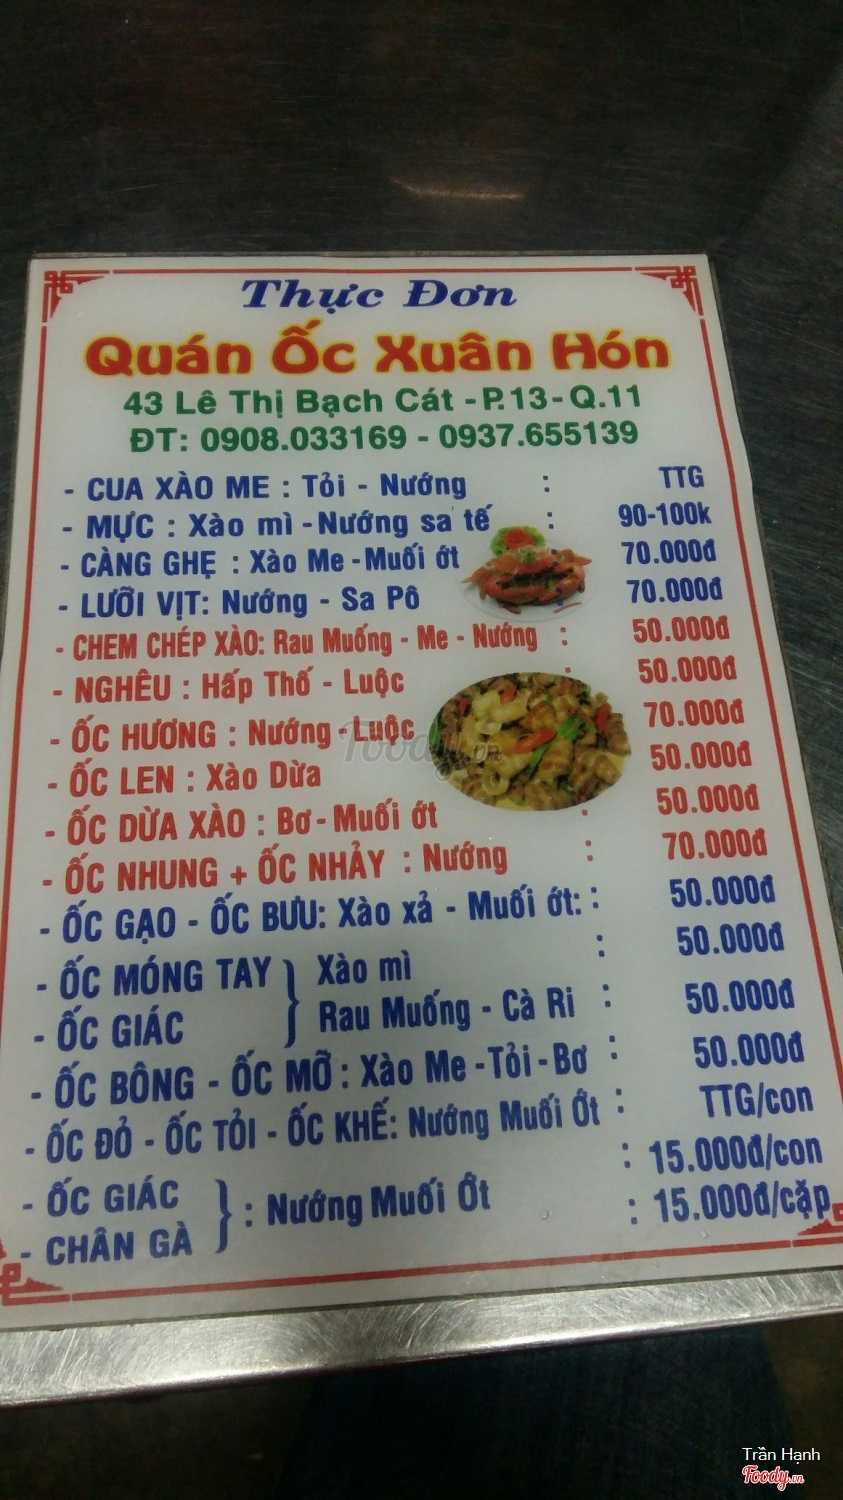 Thực Đơn
Quán Ốc Xuân Hón
43 Lê Thị Bạch Cát - P.13 - Q.11
ĐT: 0908.033169 - 0937.655139
- CUA XÀO ME : Tỏi - Nướng : TTG
- MỰC : Xào mì - Nướng sa tế : 90-100k
- CÀNG GHẸ : Xào Me - Muối ớt 70.000đ
- LƯỠI VỊT: Nướng - Sa Pô : 70.000đ
- CHEM CHÉP XÀO: Rau Muống - Me - Nướng : 50.000đ
- NGHÊU : Hấp Thố - Luộc : 50.000đ
- ỐC HƯƠNG : Nướng - Luộc 70.000đ
- ỐC LEN : Xào Dừa 50.000đ
- ỐC DỪA XÀO : Bơ - Muối ớt : 50.000đ
- ỐC NHUNG + ỐC NHẢY : Nướng : 70.000đ
- ỐC GẠO - ỐC BƯU: Xào xả - Muối ớt: : 50.000đ
- ỐC MÓNG TAY } Xào mì : 50.000đ
- ỐC GIÁC Rau Muống - Cà Ri : 50.000đ
- ỐC BÔNG - ỐC MỠ : Xào Me - Tỏi - Bơ : 50.000đ
- ỐC ĐỎ - ỐC TỎI - ỐC KHẾ: Nướng Muối Ớt : TTG/con
- ỐC GIÁC } : Nướng Muối Ớt : 15.000đ/con
- CHÂN GÀ : 15.000đ/cặp
Foody.vn
Trần Hạnh
Foody.vn